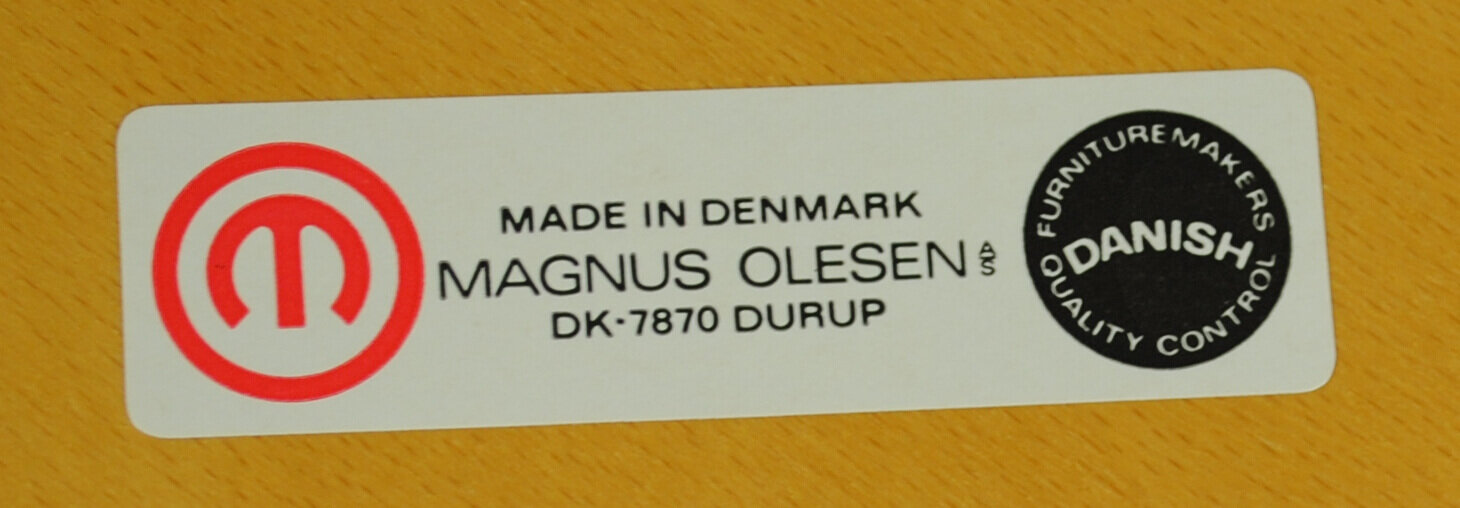 MADE IN DENMARK
MAGNUS OLESEN A/S
DK-7870 DURUP
FURNITUREMAKERS
DANISH
QUALITY CONTROL